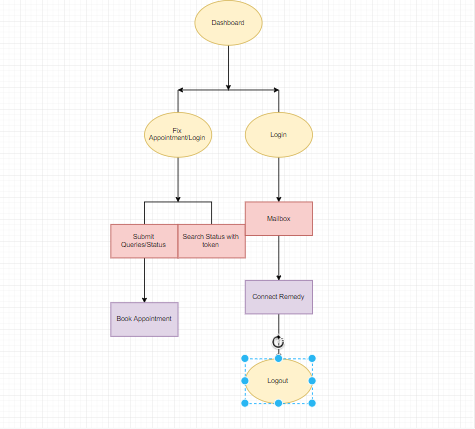 Dashboard
Fix
Appointment/Login
Login
Submit
Queries/Status
Search Status with
token
Mailbox
Connect Remedy
Book Appointment
Logout